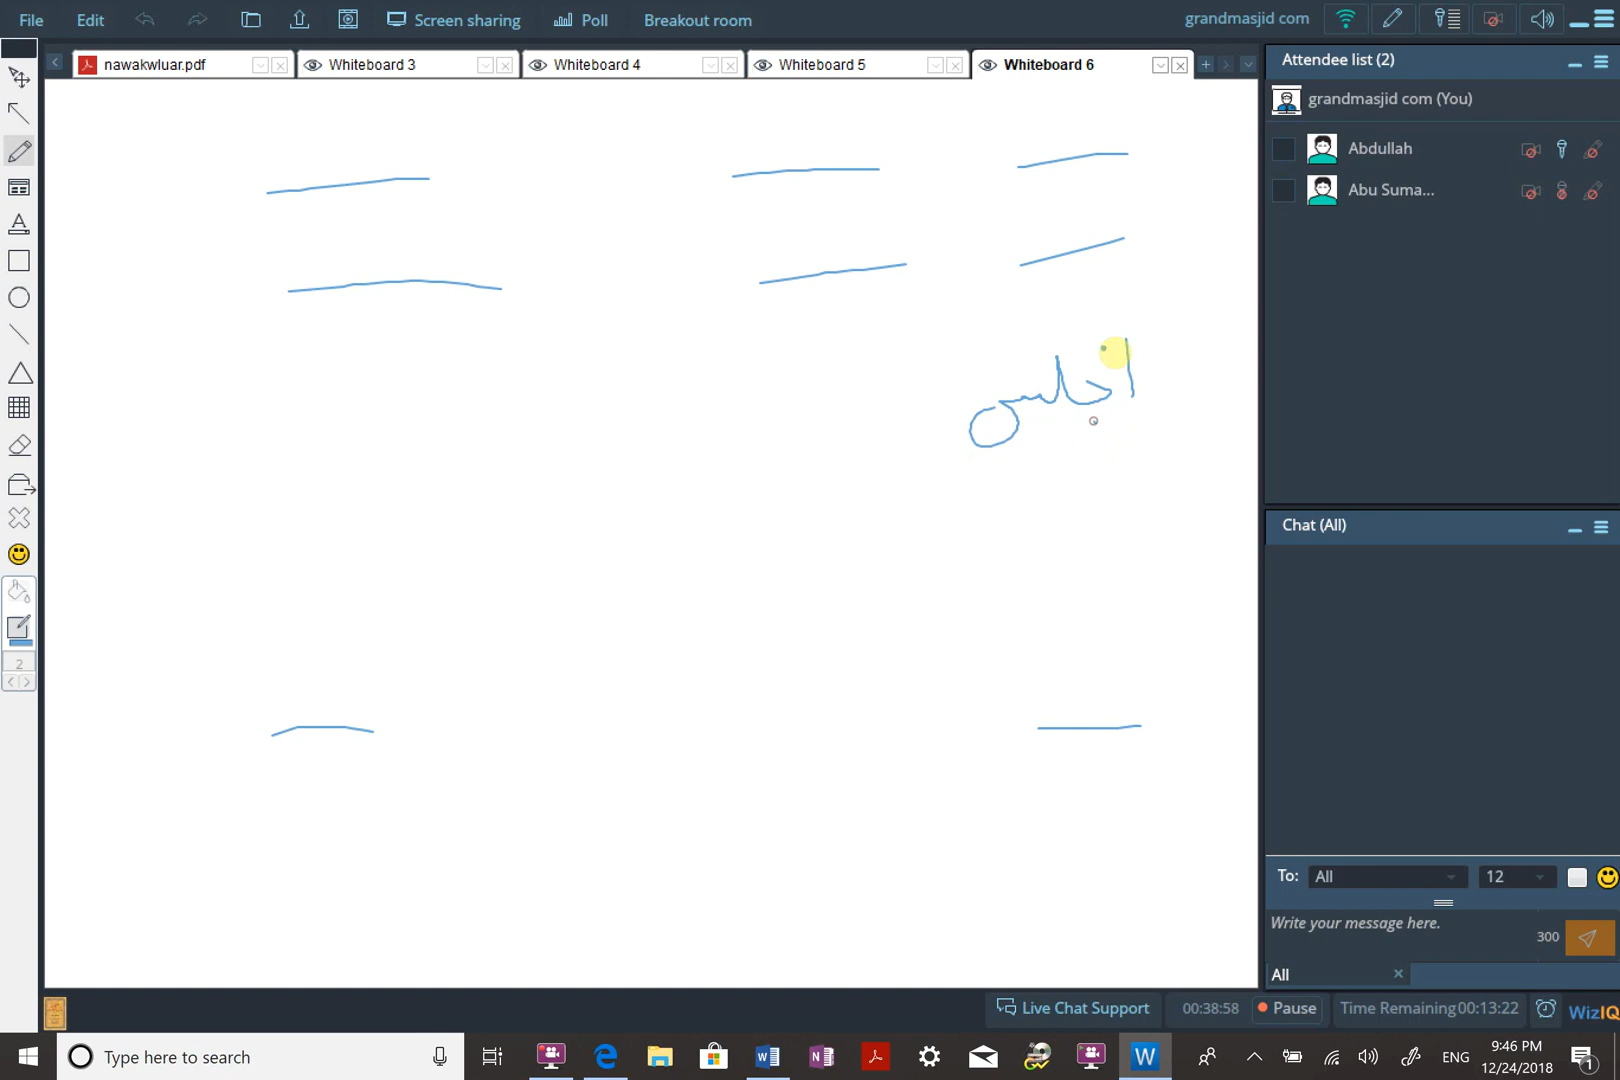 File Edit Screen sharing Poll Breakout room grandmasjid com
nawakwluar.pdf Whiteboard 3 Whiteboard 4 Whiteboard 5 Whiteboard 6
Attendee list (2)
grandmasjid com (You)
Abdullah
Abu Suma...
2
Chat (All)
To: All 12
Write your message here.
300
All
Live Chat Support 00:38:58 Pause Time Remaining 00:13:22 WizIQ
Type here to search ENG 9:46 PM
12/24/2018 1